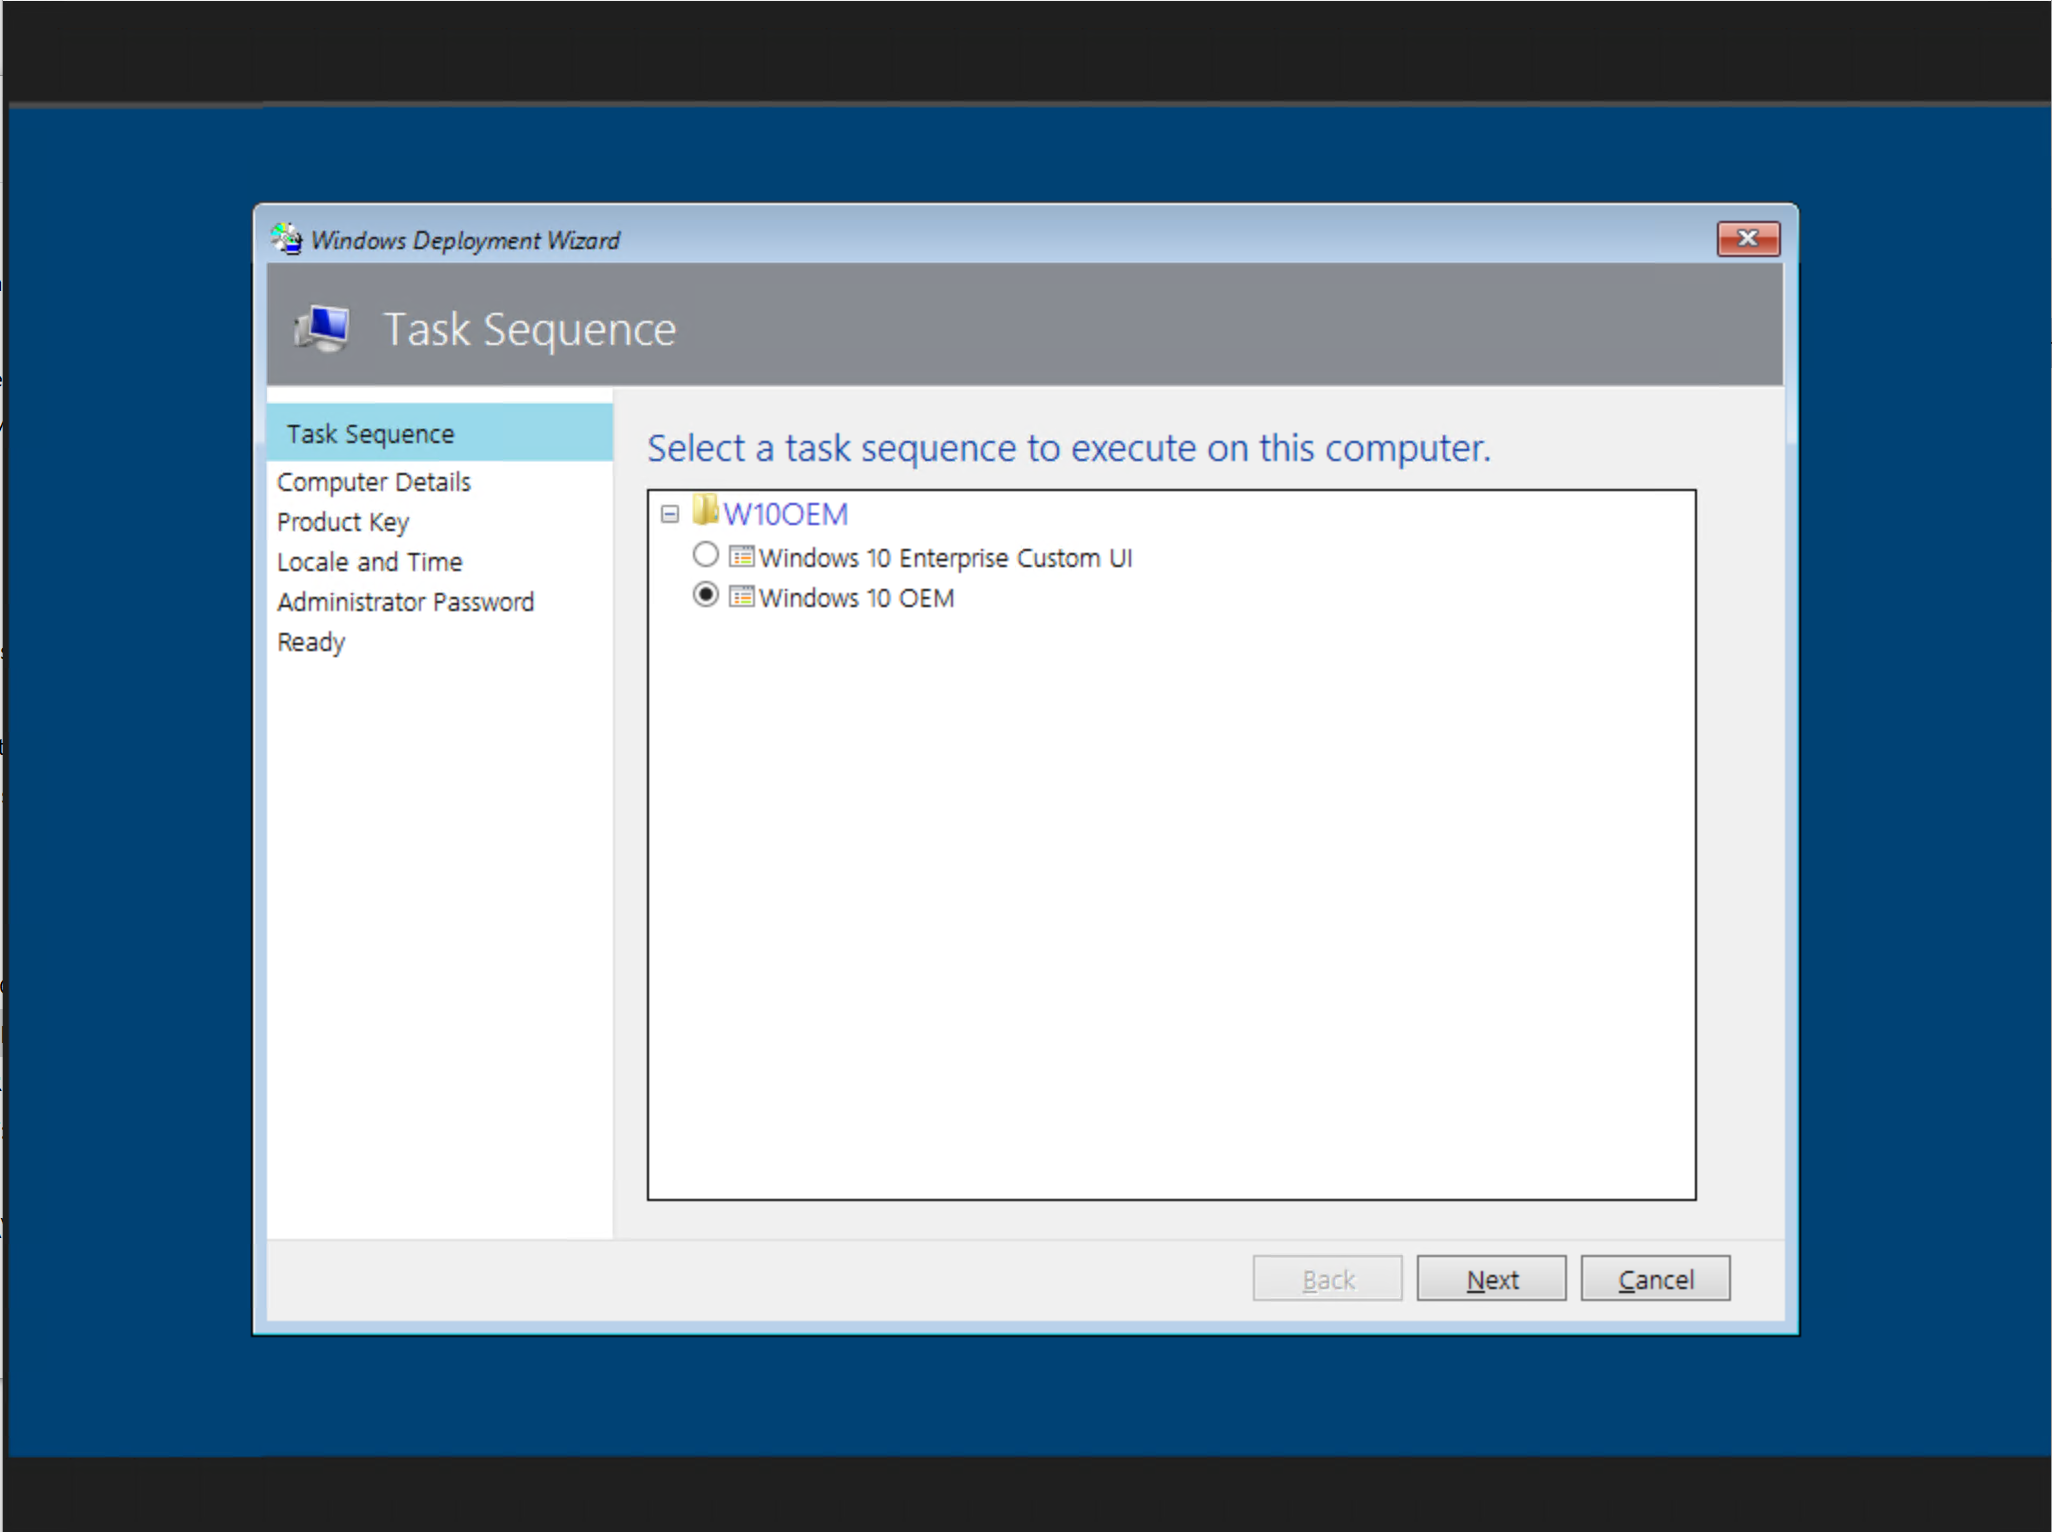 Windows Deployment Wizard
Task Sequence
Task Sequence
Computer Details
Product Key
Locale and Time
Administrator Password
Ready
Select a task sequence to execute on this computer.
W10OEM
Windows 10 Enterprise Custom UI
Windows 10 OEM
Back
Next
Cancel